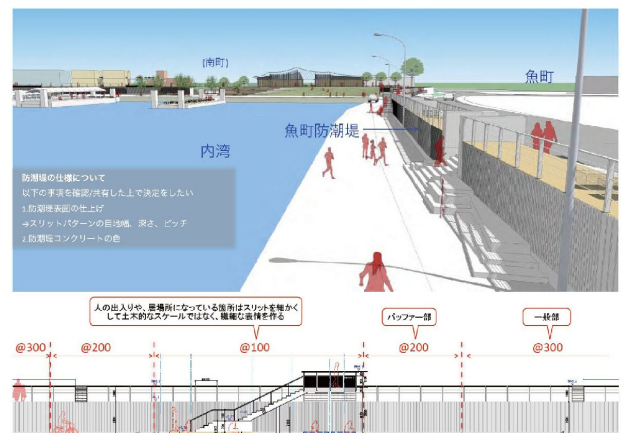 (南町)
魚町
魚町防潮堤
内湾
防潮堤の仕様について
以下の事項を確認/共有した上で決定をしたい
1.防潮堤表面の仕上げ
→スリットパターンの目地幅、深さ、ピッチ
2.防潮堤コンクリートの色
人の出入りや、居場所になっている箇所はスリットを細かく
して土木的なスケールではなく、繊細な表情を作る
バッファー部
一般部
@300 @200 @100 @200 @300